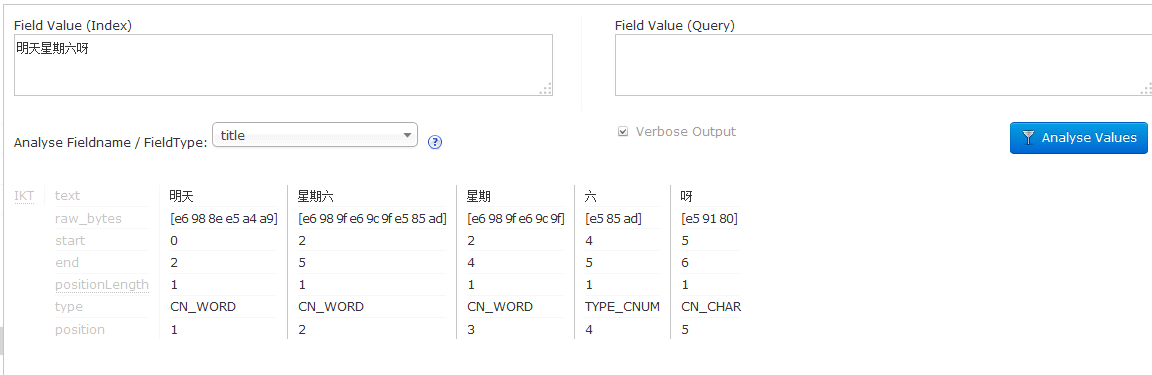 Field Value (Index) Field Value (Query)
明天星期六呀
Analyse Fieldname / FieldType: title ? Verbose Output Analyse Values
IKT text 明天 星期六 星期 六 呀
raw_bytes [e6 98 8e e5 a4 a9] [e6 98 9f e6 9c 9f e5 85 ad] [e6 98 9f e6 9c 9f] [e5 85 ad] [e5 91 80]
start 0 2 2 4 5
end 2 5 4 5 6
positionLength 1 1 1 1 1
type CN_WORD CN_WORD CN_WORD TYPE_CNUM CN_CHAR
position 1 2 3 4 5